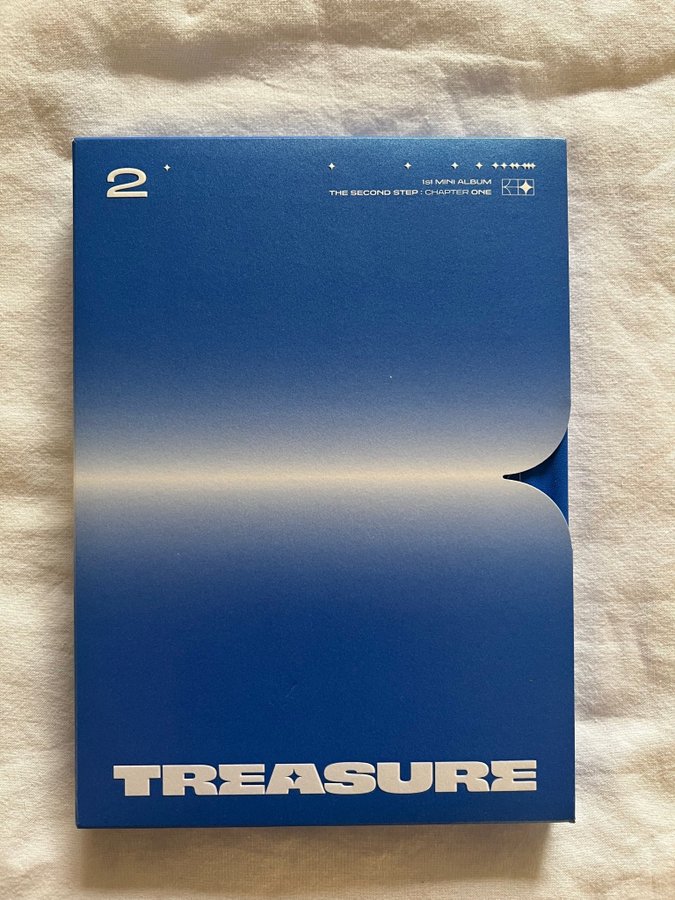 2
1st MINI ALBUM
THE SECOND STEP : CHAPTER ONE
TREASURE